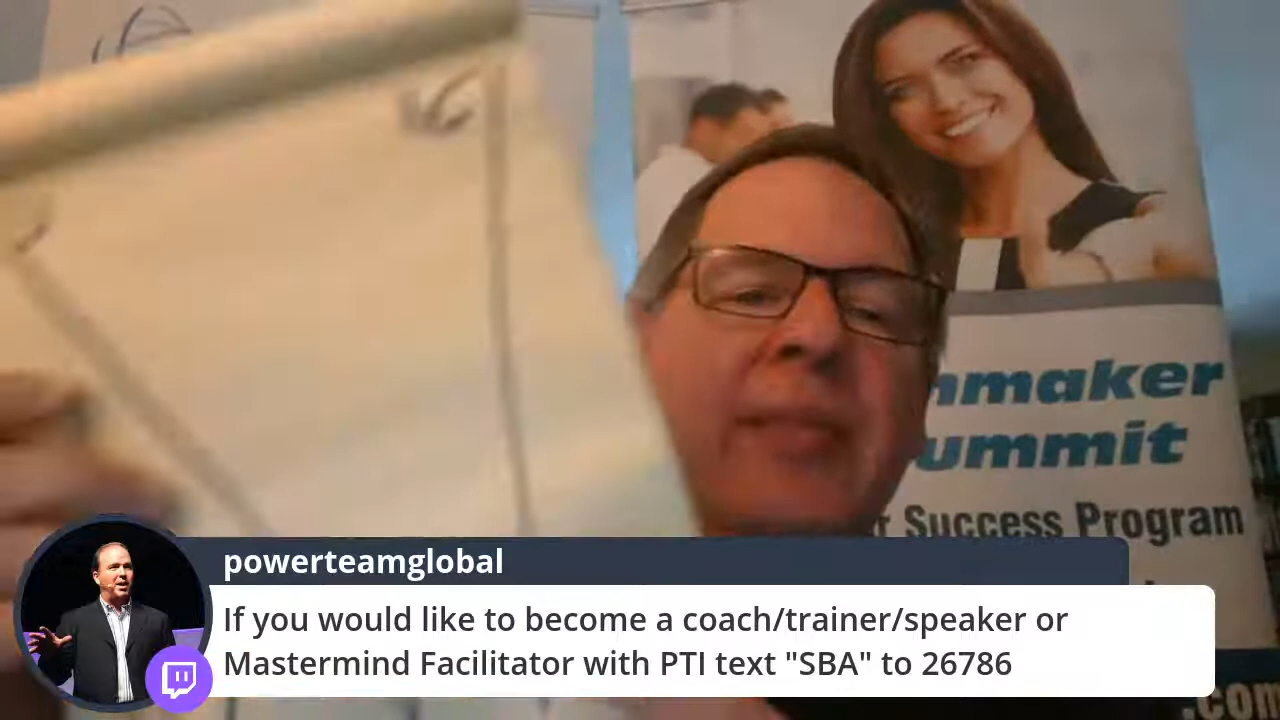 nmaker
ummit
r Success Program
powerteamglobal
If you would like to become a coach/trainer/speaker or
Mastermind Facilitator with PTI text "SBA" to 26786
.com